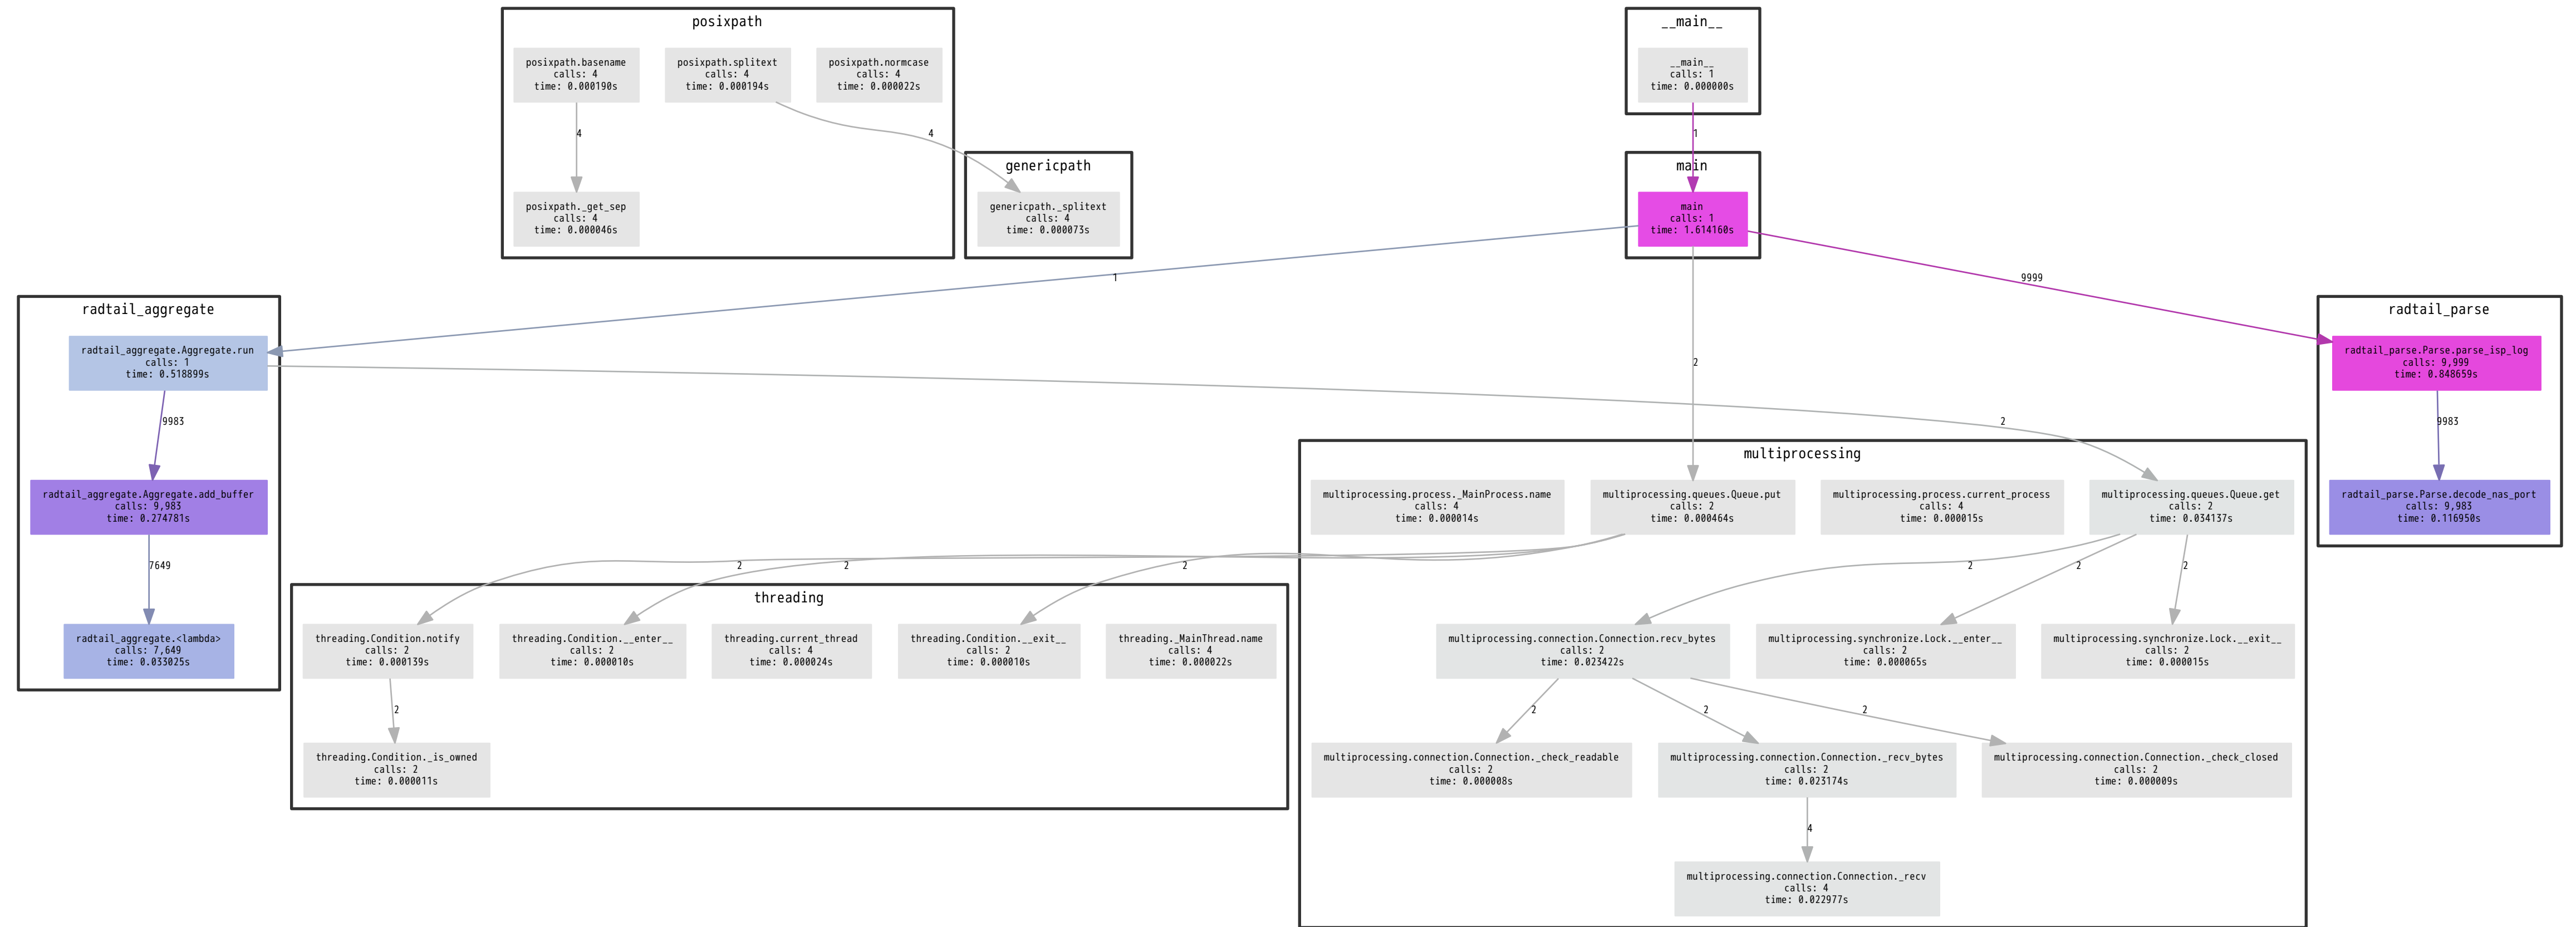 posixpath
posixpath.basename
calls: 4
time: 0.000190s
posixpath.splitext
calls: 4
time: 0.000194s
posixpath.normcase
calls: 4
time: 0.000022s
4
4
posixpath._get_sep
calls: 4
time: 0.000046s
genericpath
genericpath._splitext
calls: 4
time: 0.000073s
__main__
__main__
calls: 1
time: 0.000000s
1
main
main
calls: 1
time: 1.614160s
1
2
9999
radtail_aggregate
radtail_aggregate.Aggregate.run
calls: 1
time: 0.518899s
9983
2
radtail_aggregate.Aggregate.add_buffer
calls: 9,983
time: 0.274781s
7649
radtail_aggregate.<lambda>
calls: 7,649
time: 0.033025s
radtail_parse
radtail_parse.Parse.parse_isp_log
calls: 9,999
time: 0.848659s
9983
radtail_parse.Parse.decode_nas_port
calls: 9,983
time: 0.116950s
multiprocessing
multiprocessing.process._MainProcess.name
calls: 4
time: 0.000014s
multiprocessing.queues.Queue.put
calls: 2
time: 0.000464s
multiprocessing.process.current_process
calls: 4
time: 0.000015s
multiprocessing.queues.Queue.get
calls: 2
time: 0.034137s
2
2
2
2
2
2
threading
threading.Condition.notify
calls: 2
time: 0.000139s
threading.Condition.__enter__
calls: 2
time: 0.000010s
threading.current_thread
calls: 4
time: 0.000024s
threading.Condition.__exit__
calls: 2
time: 0.000010s
threading._MainThread.name
calls: 4
time: 0.000022s
2
threading.Condition._is_owned
calls: 2
time: 0.000011s
multiprocessing.connection.Connection.recv_bytes
calls: 2
time: 0.023422s
multiprocessing.synchronize.Lock.__enter__
calls: 2
time: 0.000065s
multiprocessing.synchronize.Lock.__exit__
calls: 2
time: 0.000015s
2
2
2
multiprocessing.connection.Connection._check_readable
calls: 2
time: 0.000008s
multiprocessing.connection.Connection._recv_bytes
calls: 2
time: 0.023174s
multiprocessing.connection.Connection._check_closed
calls: 2
time: 0.000009s
4
multiprocessing.connection.Connection._recv
calls: 4
time: 0.022977s